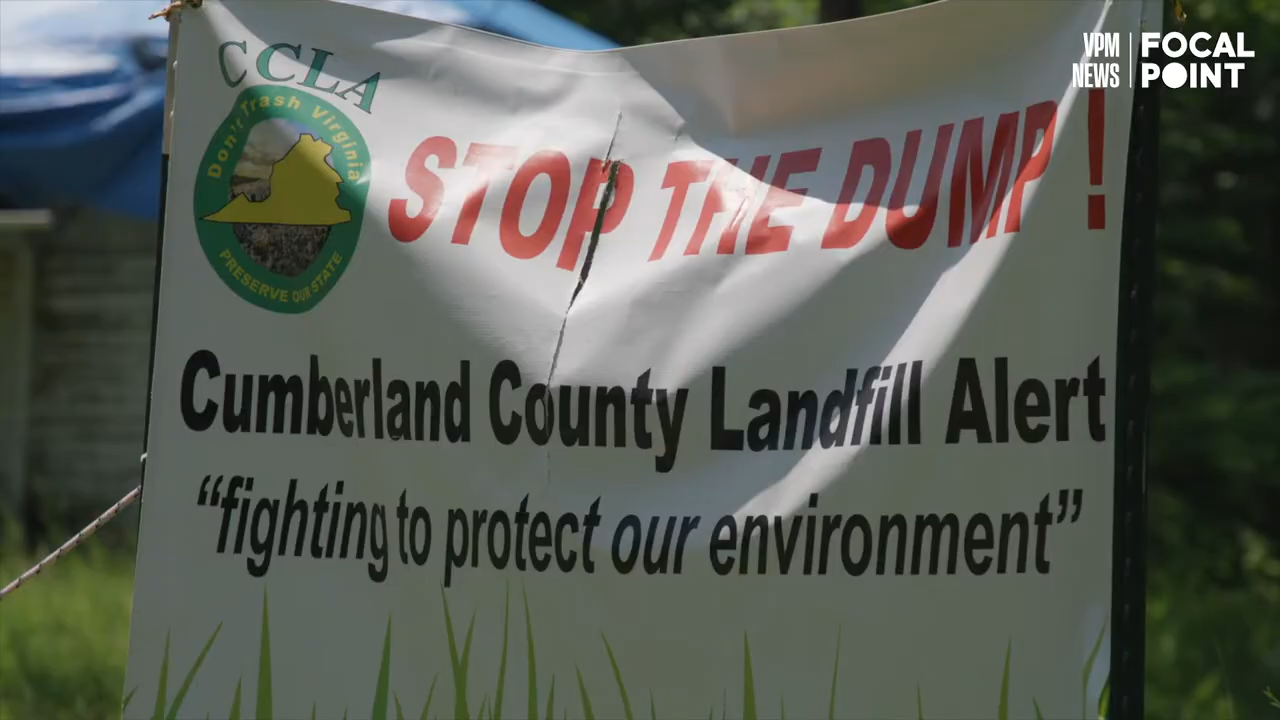 VPM NEWS | FOCAL POINT
CCLA
Don't Trash Virginia
PRESERVE OUR STATE
STOP THE DUMP !
Cumberland County Landfill Alert
“fighting to protect our environment”